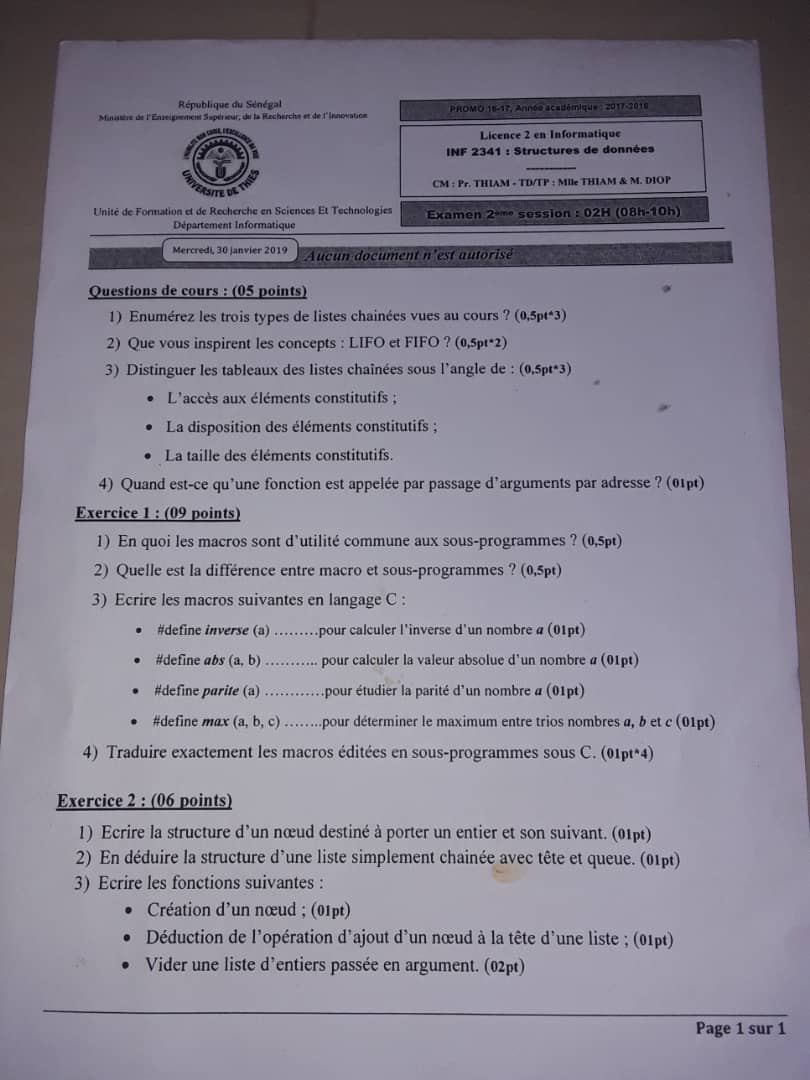 République du Sénégal
Ministère de l'Enseignement Supérieur, de la Recherche et de l'Innovation
UNIVERSITE DE THIES
Unité de Formation et de Recherche en Sciences Et Technologies
Département Informatique
PROMO 16-17, Année académique : 2017-2018
Licence 2 en Informatique
INF 2341 : Structures de données
CM : Pr. THIAM - TD/TP : Mlle THIAM & M. DIOP
Examen 2ème session : 02H (08h-10h)
Mercredi, 30 janvier 2019
Aucun document n'est autorisé
Questions de cours : (05 points)
1) Enumérez les trois types de listes chainées vues au cours ? (0,5pt*3)
2) Que vous inspirent les concepts : LIFO et FIFO ? (0,5pt*2)
3) Distinguer les tableaux des listes chaînées sous l'angle de : (0,5pt*3)
• L'accès aux éléments constitutifs ;
• La disposition des éléments constitutifs ;
• La taille des éléments constitutifs.
4) Quand est-ce qu'une fonction est appelée par passage d'arguments par adresse ? (01pt)
Exercice 1 : (09 points)
1) En quoi les macros sont d'utilité commune aux sous-programmes ? (0,5pt)
2) Quelle est la différence entre macro et sous-programmes ? (0,5pt)
3) Ecrire les macros suivantes en langage C :
• #define inverse (a) .........pour calculer l'inverse d'un nombre a (01pt)
• #define abs (a, b) ........... pour calculer la valeur absolue d'un nombre a (01pt)
• #define parite (a) ............pour étudier la parité d'un nombre a (01pt)
• #define max (a, b, c) ........pour déterminer le maximum entre trios nombres a, b et c (01pt)
4) Traduire exactement les macros éditées en sous-programmes sous C. (01pt*4)
Exercice 2 : (06 points)
1) Ecrire la structure d'un nœud destiné à porter un entier et son suivant. (01pt)
2) En déduire la structure d'une liste simplement chainée avec tête et queue. (01pt)
3) Ecrire les fonctions suivantes :
• Création d'un nœud ; (01pt)
• Déduction de l'opération d'ajout d'un nœud à la tête d'une liste ; (01pt)
• Vider une liste d'entiers passée en argument. (02pt)
Page 1 sur 1